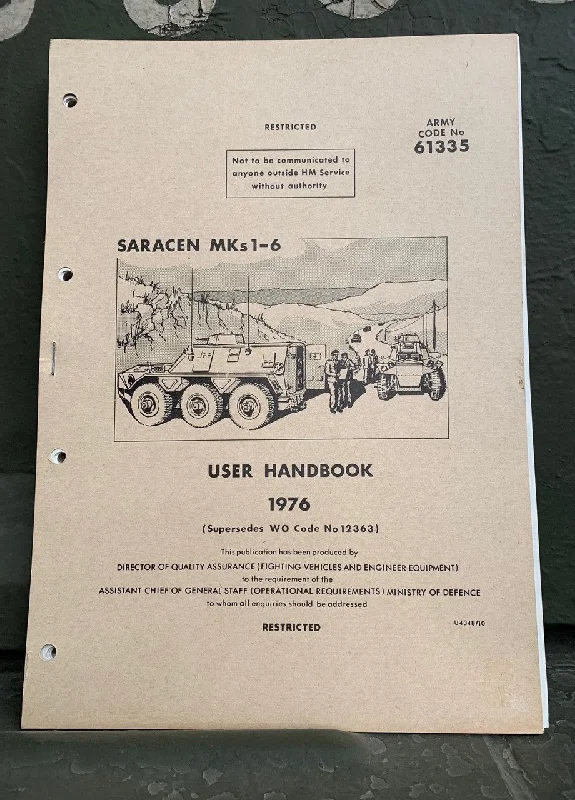 RESTRICTED
ARMY
CODE No
61335
Not to be communicated to
anyone outside HM Service
without authority
SARACEN MKs 1-6
USER HANDBOOK
1976
(Supersedes WO Code No 12363)
This publication has been produced by
DIRECTOR OF QUALITY ASSURANCE (FIGHTING VEHICLES AND ENGINEER EQUIPMENT)
to the requirement of the
ASSISTANT CHIEF OF GENERAL STAFF (OPERATIONAL REQUIREMENTS) MINISTRY OF DEFENCE
to whom all enquiries should be addressed
RESTRICTED